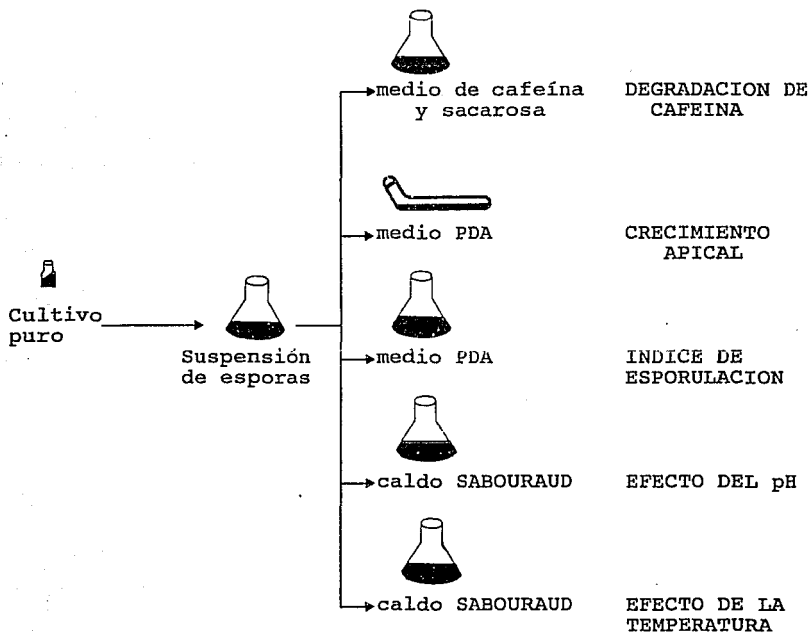 medio de cafeína
y sacarosa
DEGRADACION DE
CAFEINA
medio PDA
CRECIMIENTO
APICAL
Cultivo
puro
Suspensión
de esporas
medio PDA
INDICE DE
ESPORULACION
caldo SABOURAUD
EFECTO DEL pH
caldo SABOURAUD
EFECTO DE LA
TEMPERATURA